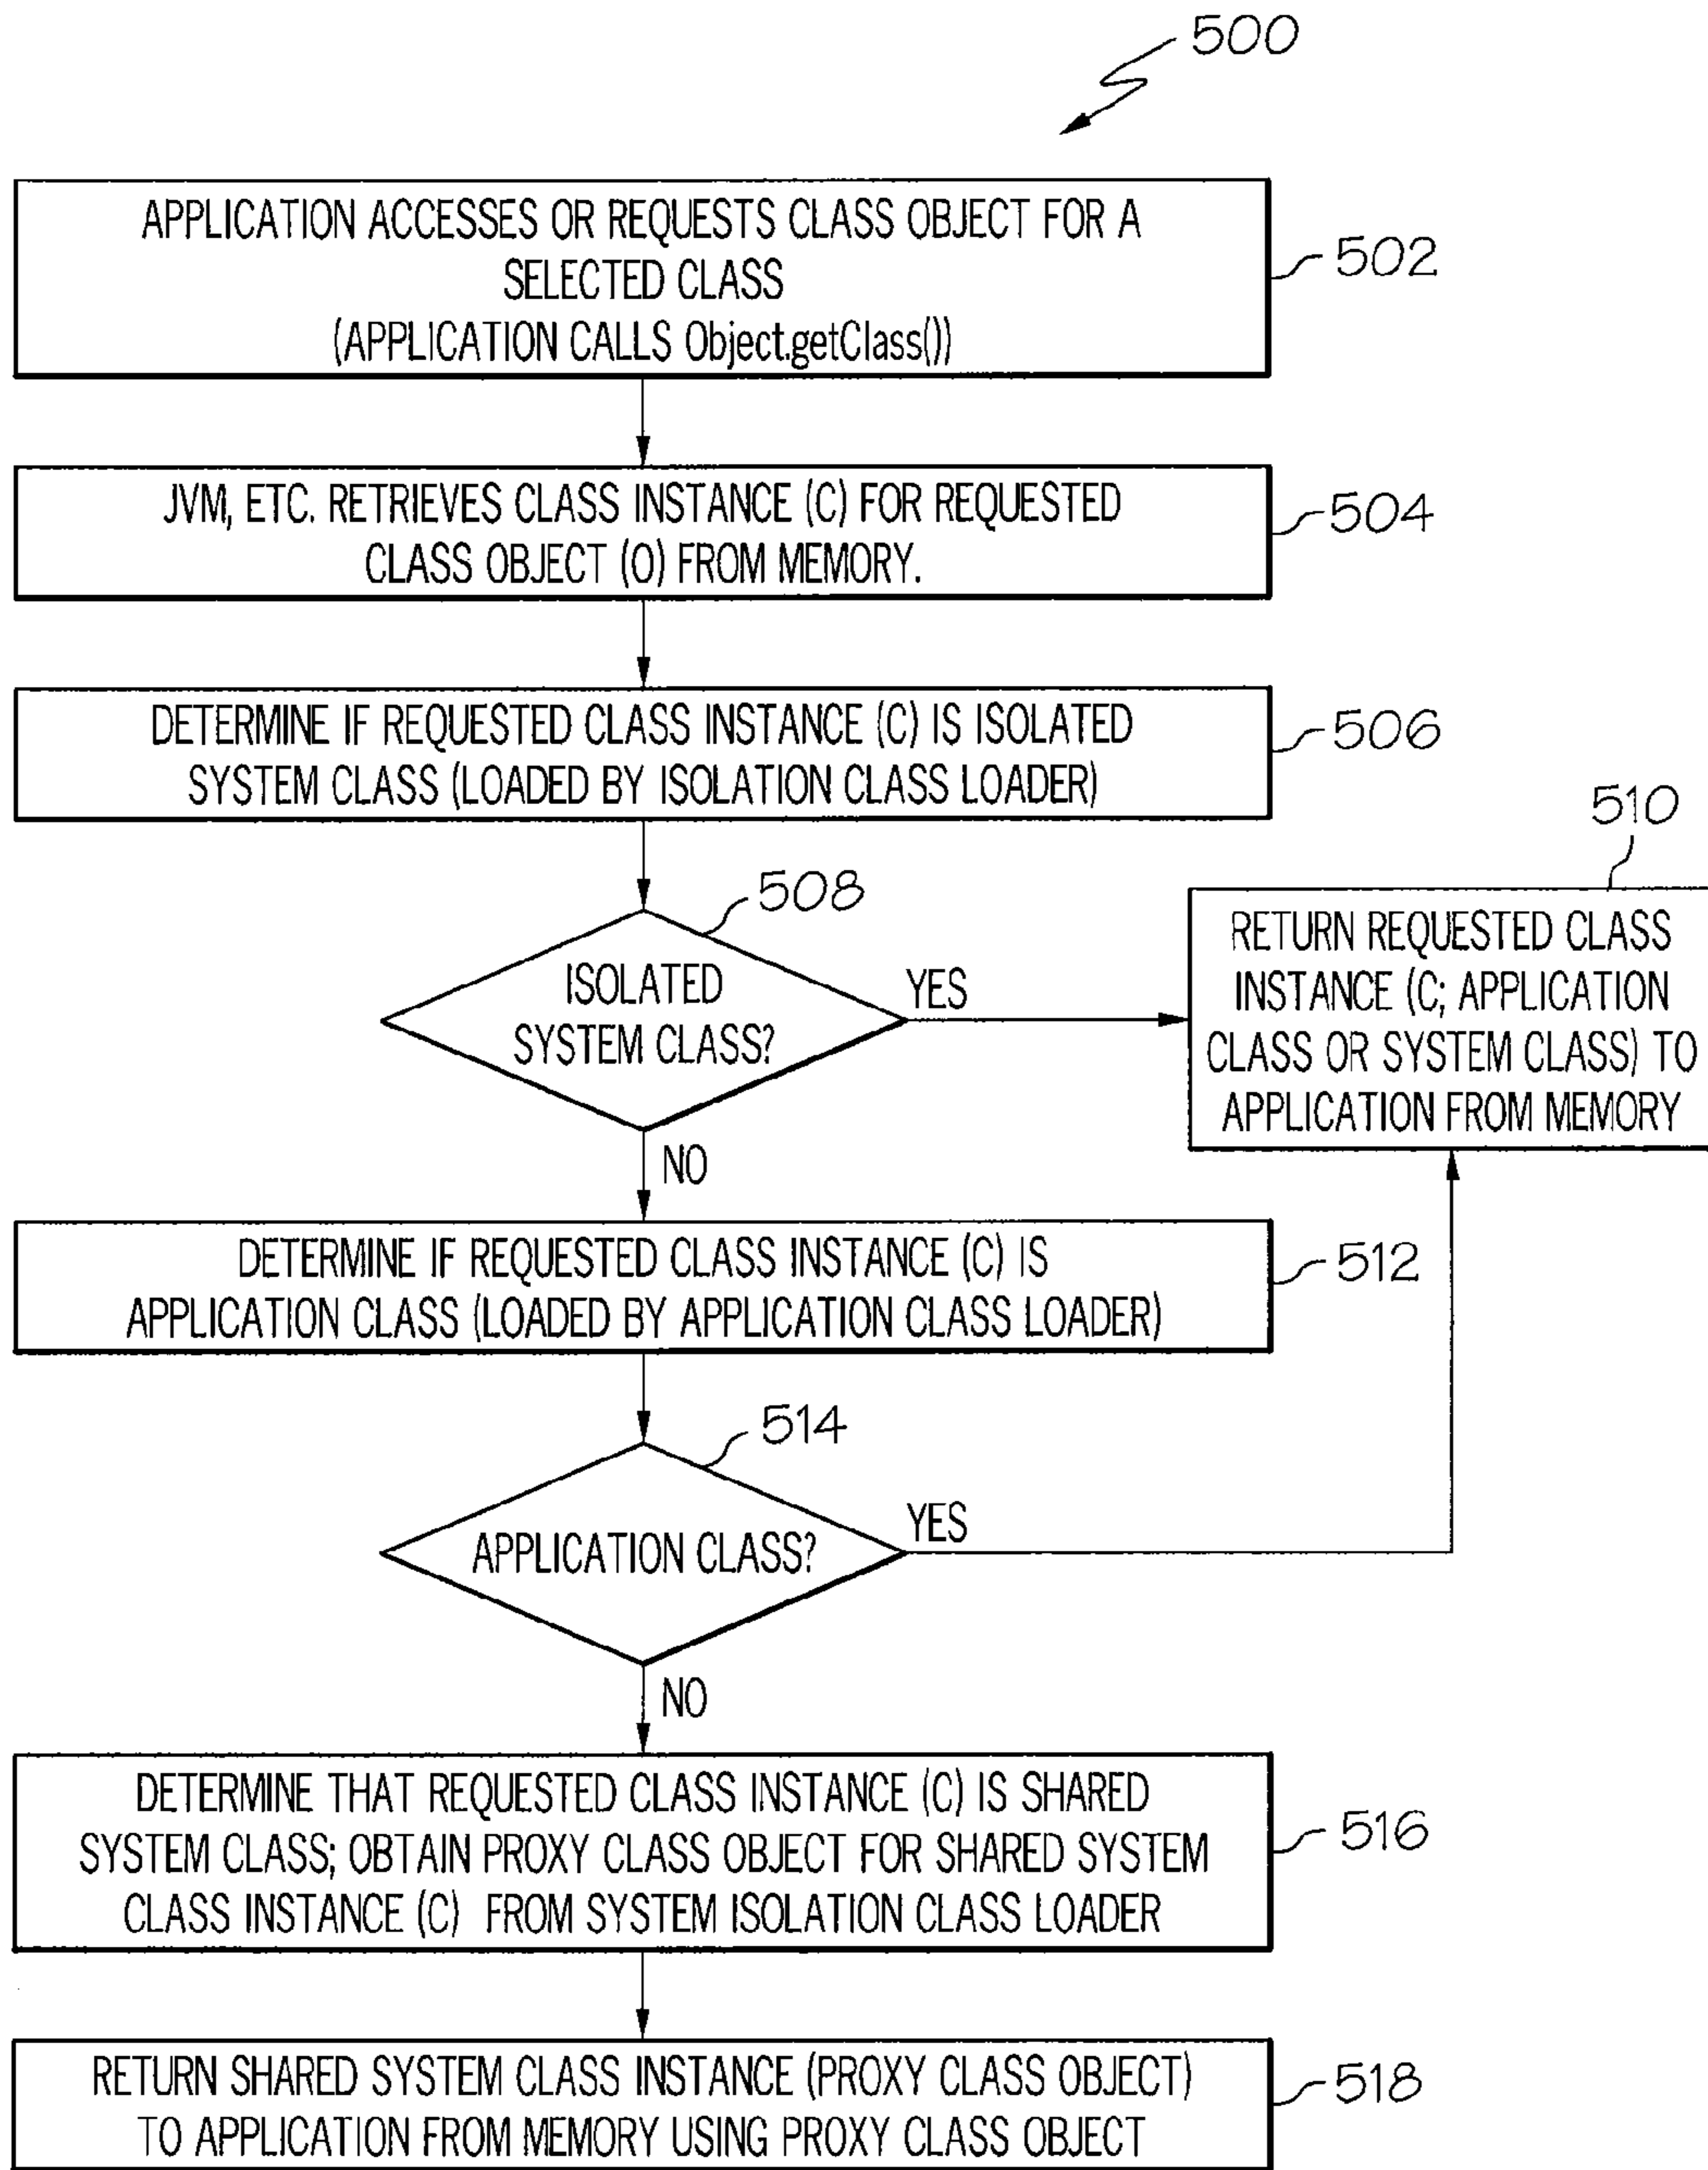 500
APPLICATION ACCESSES OR REQUESTS CLASS OBJECT FOR A
SELECTED CLASS
(APPLICATION CALLS Object.getClass())
502
JVM, ETC. RETRIEVES CLASS INSTANCE (C) FOR REQUESTED
CLASS OBJECT (O) FROM MEMORY.
504
DETERMINE IF REQUESTED CLASS INSTANCE (C) IS ISOLATED
SYSTEM CLASS (LOADED BY ISOLATION CLASS LOADER)
506
508
ISOLATED
SYSTEM CLASS?
YES
NO
510
RETURN REQUESTED CLASS
INSTANCE (C; APPLICATION
CLASS OR SYSTEM CLASS) TO
APPLICATION FROM MEMORY
DETERMINE IF REQUESTED CLASS INSTANCE (C) IS
APPLICATION CLASS (LOADED BY APPLICATION CLASS LOADER)
512
514
APPLICATION CLASS?
YES
NO
DETERMINE THAT REQUESTED CLASS INSTANCE (C) IS SHARED
SYSTEM CLASS; OBTAIN PROXY CLASS OBJECT FOR SHARED SYSTEM
CLASS INSTANCE (C) FROM SYSTEM ISOLATION CLASS LOADER
516
RETURN SHARED SYSTEM CLASS INSTANCE (PROXY CLASS OBJECT)
TO APPLICATION FROM MEMORY USING PROXY CLASS OBJECT
518